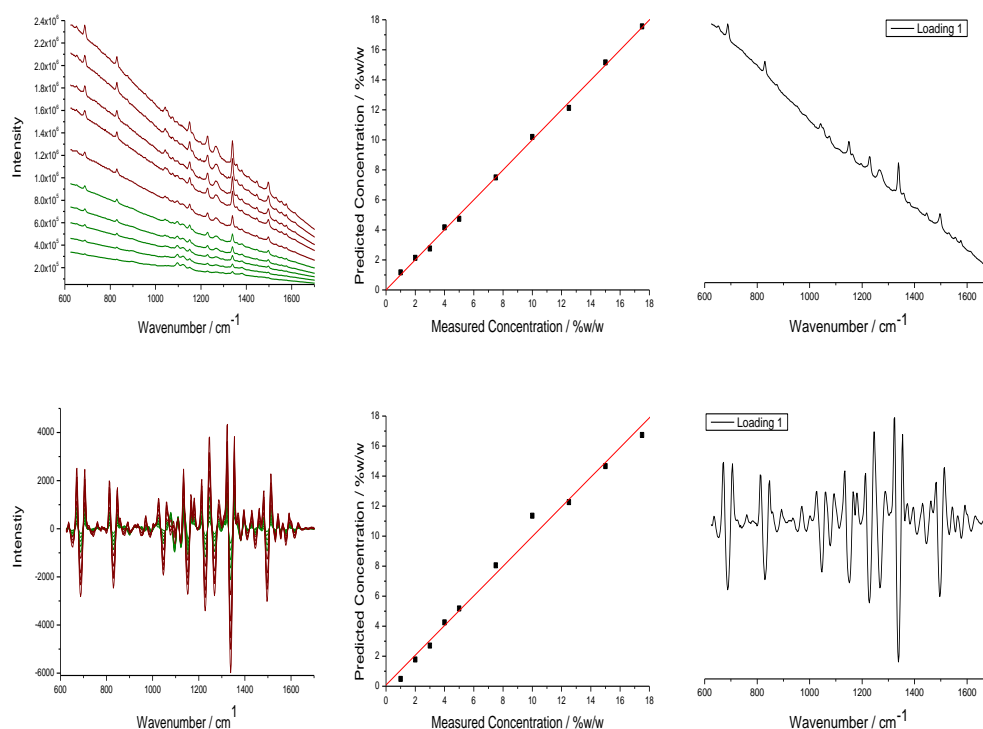 2.4x10⁶
2.2x10⁶
2.0x10⁶
1.8x10⁶
1.6x10⁶
1.4x10⁶
1.2x10⁶
1.0x10⁶
8.0x10⁵
6.0x10⁵
4.0x10⁵
2.0x10⁵
Intensity
600 800 1000 1200 1400 1600
Wavenumber / cm⁻¹
18
16
14
12
10
8
6
4
2
0
Predicted Concentration / %w/w
0 2 4 6 8 10 12 14 16 18
Measured Concentration / %w/w
Loading 1
600 800 1000 1200 1400 1600
Wavenumber / cm⁻¹
4000
2000
0
-2000
-4000
-6000
Intenstiy
600 800 1000 1200 1400 1600
Wavenumber / cm¹
18
16
14
12
10
8
6
4
2
0
Predicted Concentration / %w/w
0 2 4 6 8 10 12 14 16 18
Measured Concentration / %w/w
Loading 1
600 800 1000 1200 1400 1600
Wavenumber / cm⁻¹